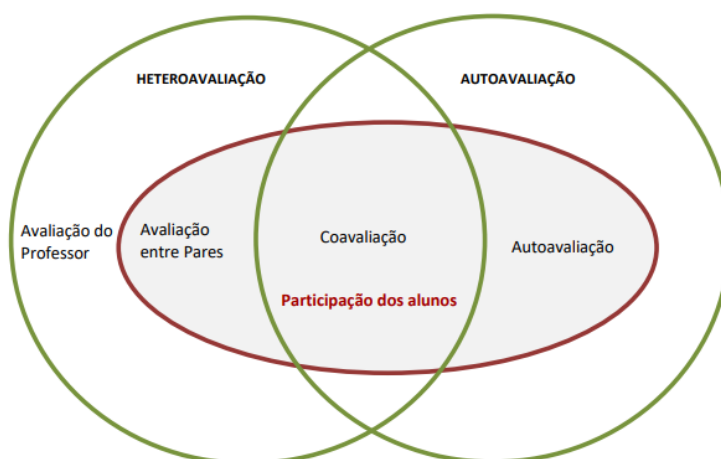 HETEROAVALIAÇÃO
AUTOAVALIAÇÃO
Avaliação do
Professor
Avaliação
entre Pares
Coavaliação
Autoavaliação
Participação dos alunos